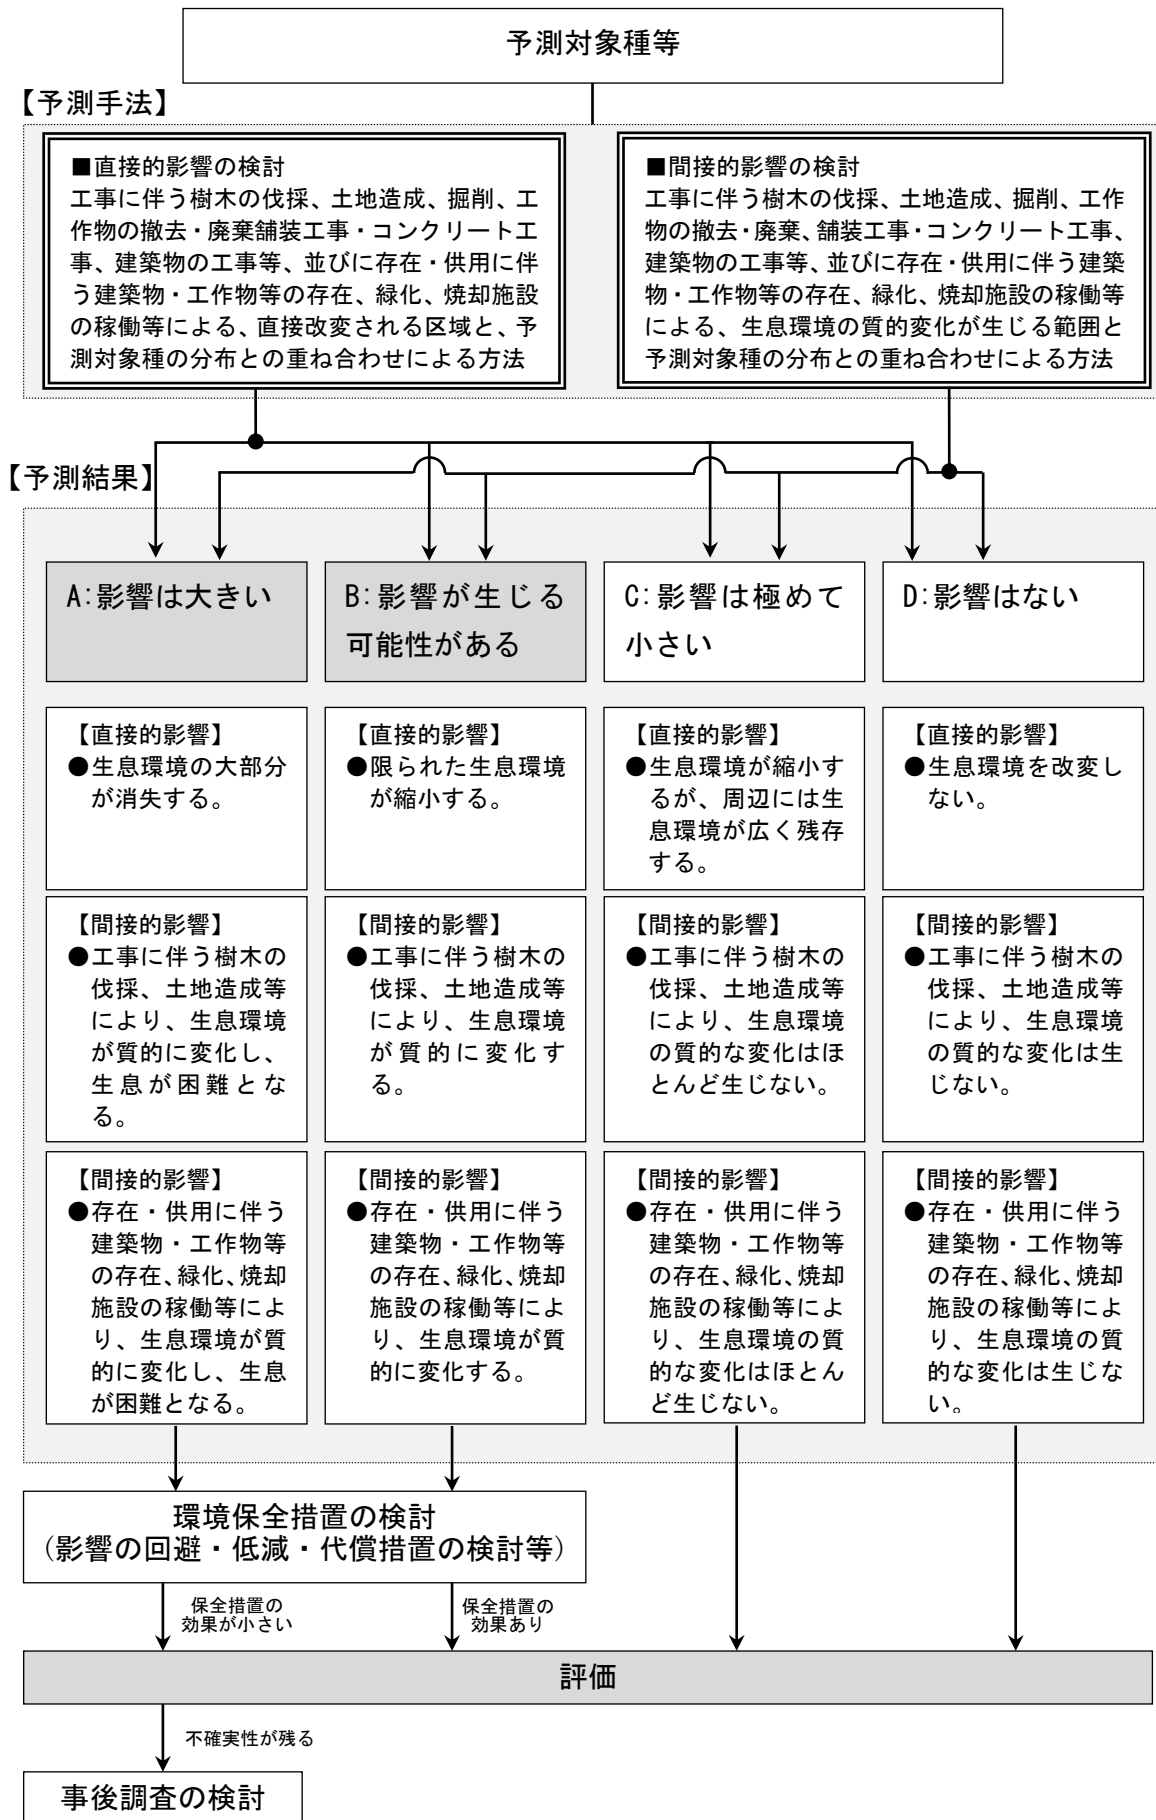 予測対象種等
【予測手法】
■直接的影響の検討
工事に伴う樹木の伐採、土地造成、掘削、工
作物の撤去・廃棄舗装工事・コンクリート工
事、建築物の工事等、並びに存在・供用に伴
う建築物・工作物等の存在、緑化、焼却施設
の稼働等による、直接改変される区域と、予
測対象種の分布との重ね合わせによる方法
■間接的影響の検討
工事に伴う樹木の伐採、土地造成、掘削、工作
物の撤去・廃棄、舗装工事・コンクリート工事、
建築物の工事等、並びに存在・供用に伴う建築
物・工作物等の存在、緑化、焼却施設の稼働等
による、生息環境の質的変化が生じる範囲と
予測対象種の分布との重ね合わせによる方法
【予測結果】
A:影響は大きい
B:影響が生じる
可能性がある
C:影響は極めて
小さい
D:影響はない
【直接的影響】
●生息環境の大部分
が消失する。
【直接的影響】
●限られた生息環境
が縮小する。
【直接的影響】
●生息環境が縮小す
るが、周辺には生
息環境が広く残存
する。
【直接的影響】
●生息環境を改変し
ない。
【間接的影響】
●工事に伴う樹木の
伐採、土地造成等
により、生息環境
が質的に変化し、
生息が困難とな
る。
【間接的影響】
●工事に伴う樹木の
伐採、土地造成等
により、生息環境
が質的に変化す
る。
【間接的影響】
●工事に伴う樹木の
伐採、土地造成等
により、生息環境
の質的な変化はほ
とんど生じない。
【間接的影響】
●工事に伴う樹木の
伐採、土地造成等
により、生息環境
の質的な変化は生
じない。
【間接的影響】
●存在・供用に伴う
建築物・工作物等
の存在、緑化、焼却
施設の稼働等によ
り、生息環境が質
的に変化し、生息
が困難となる。
【間接的影響】
●存在・供用に伴う
建築物・工作物等
の存在、緑化、焼却
施設の稼働等によ
り、生息環境が質
的に変化する。
【間接的影響】
●存在・供用に伴う
建築物・工作物等
の存在、緑化、焼却
施設の稼働等によ
り、生息環境の質
的な変化はほとん
ど生じない。
【間接的影響】
●存在・供用に伴う
建築物・工作物等
の存在、緑化、焼却
施設の稼働等によ
り、生息環境の質
的な変化は生じな
い。
環境保全措置の検討
(影響の回避・低減・代償措置の検討等)
保全措置の
効果が小さい
保全措置の
効果あり
評価
不確実性が残る
事後調査の検討